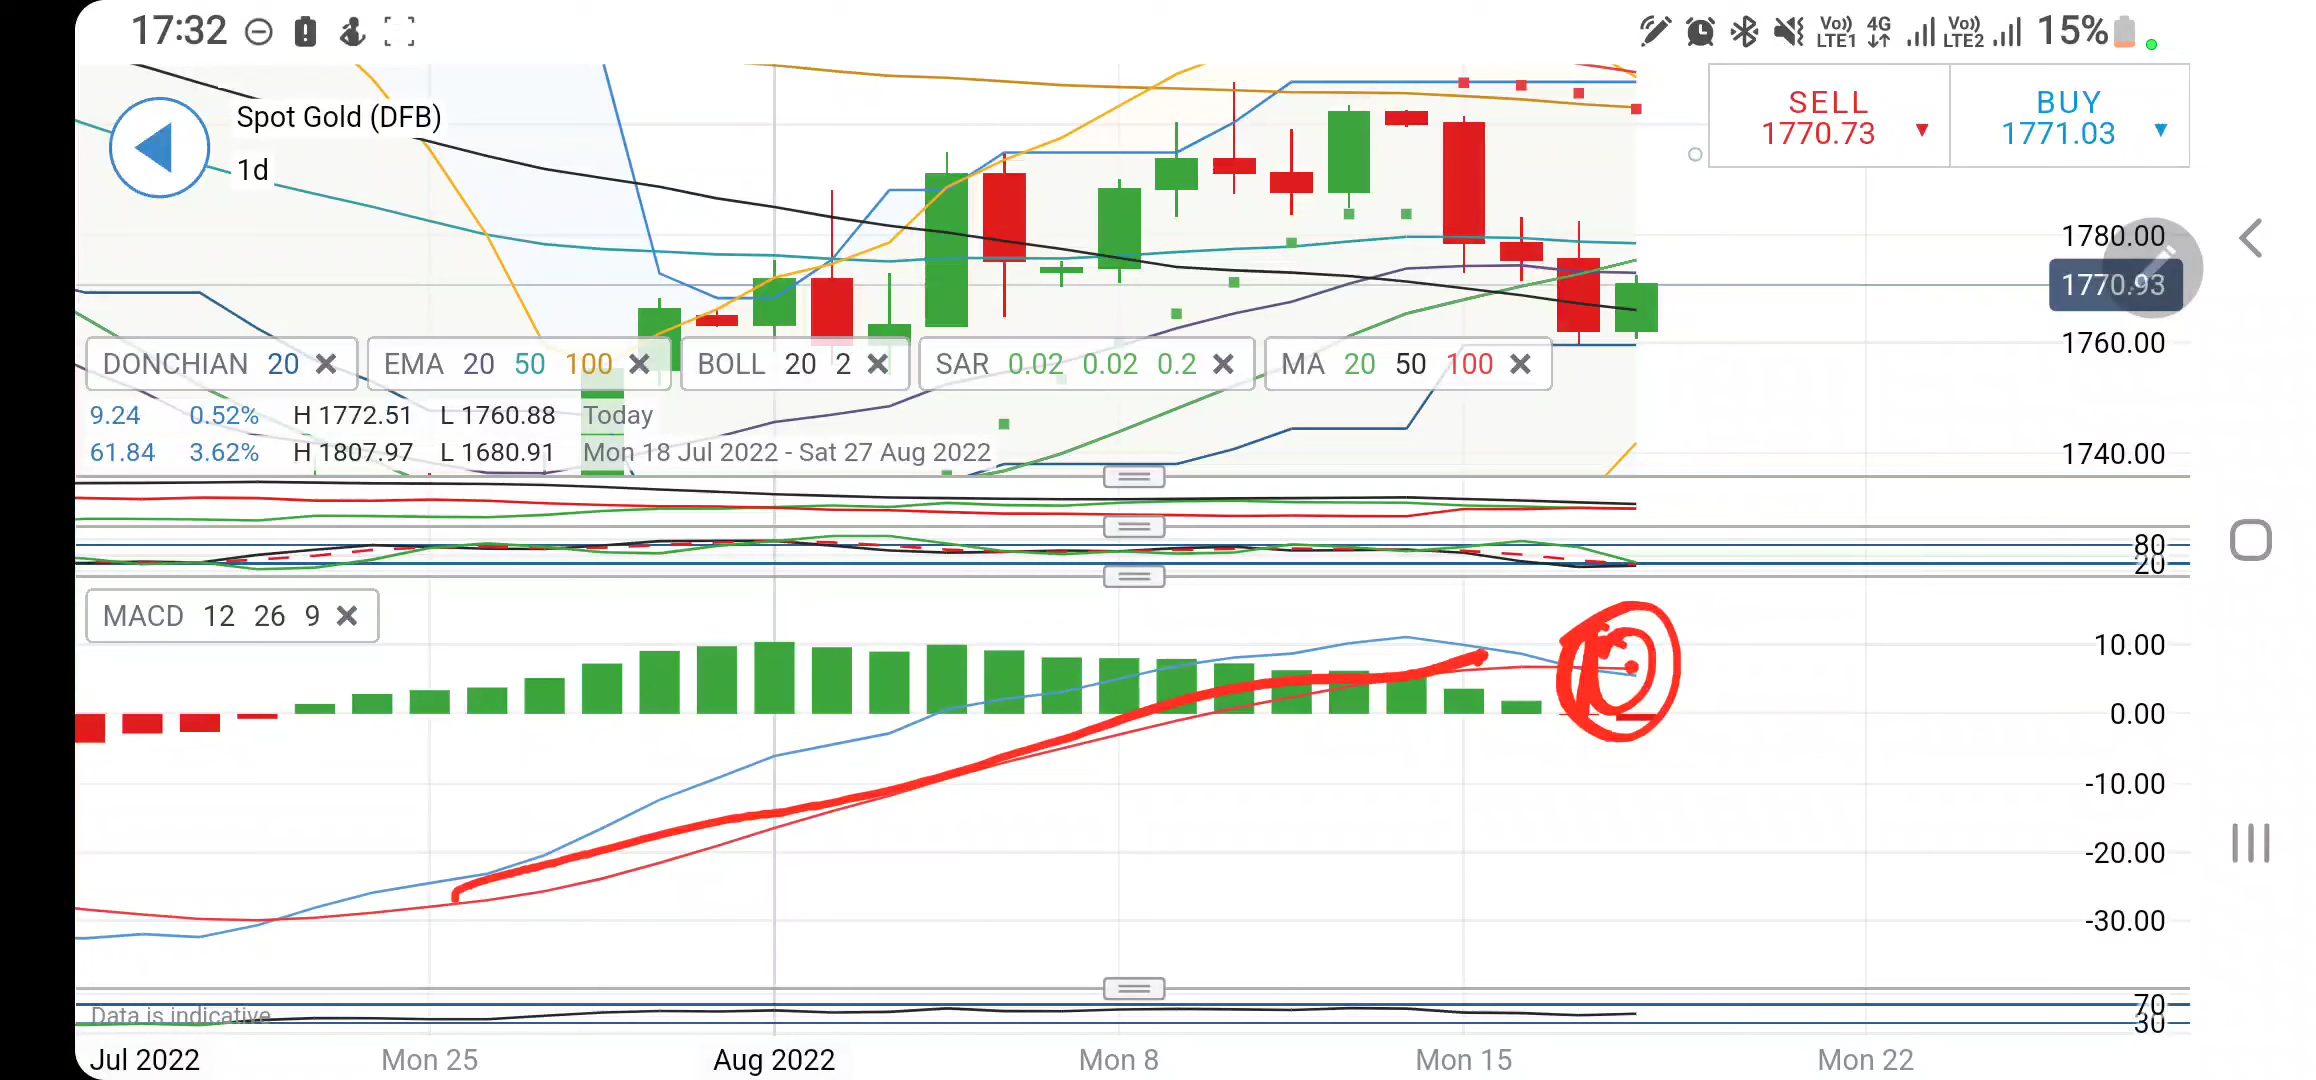 17:32
Vo)) LTE1 4G Vo)) LTE2 15%
Spot Gold (DFB)
1d
SELL
1770.73
BUY
1771.03
1780.00
1770.93
1760.00
1740.00
DONCHIAN 20 EMA 20 50 100 BOLL 20 2 SAR 0.02 0.02 0.2 MA 20 50 100
9.24 0.52% H 1772.51 L 1760.88 Today
61.84 3.62% H 1807.97 L 1680.91 Mon 18 Jul 2022 - Sat 27 Aug 2022
80
20
MACD 12 26 9
10.00
0.00
-10.00
-20.00
-30.00
70
Data is indicative
30
Jul 2022 Mon 25 Aug 2022 Mon 8 Mon 15 Mon 22